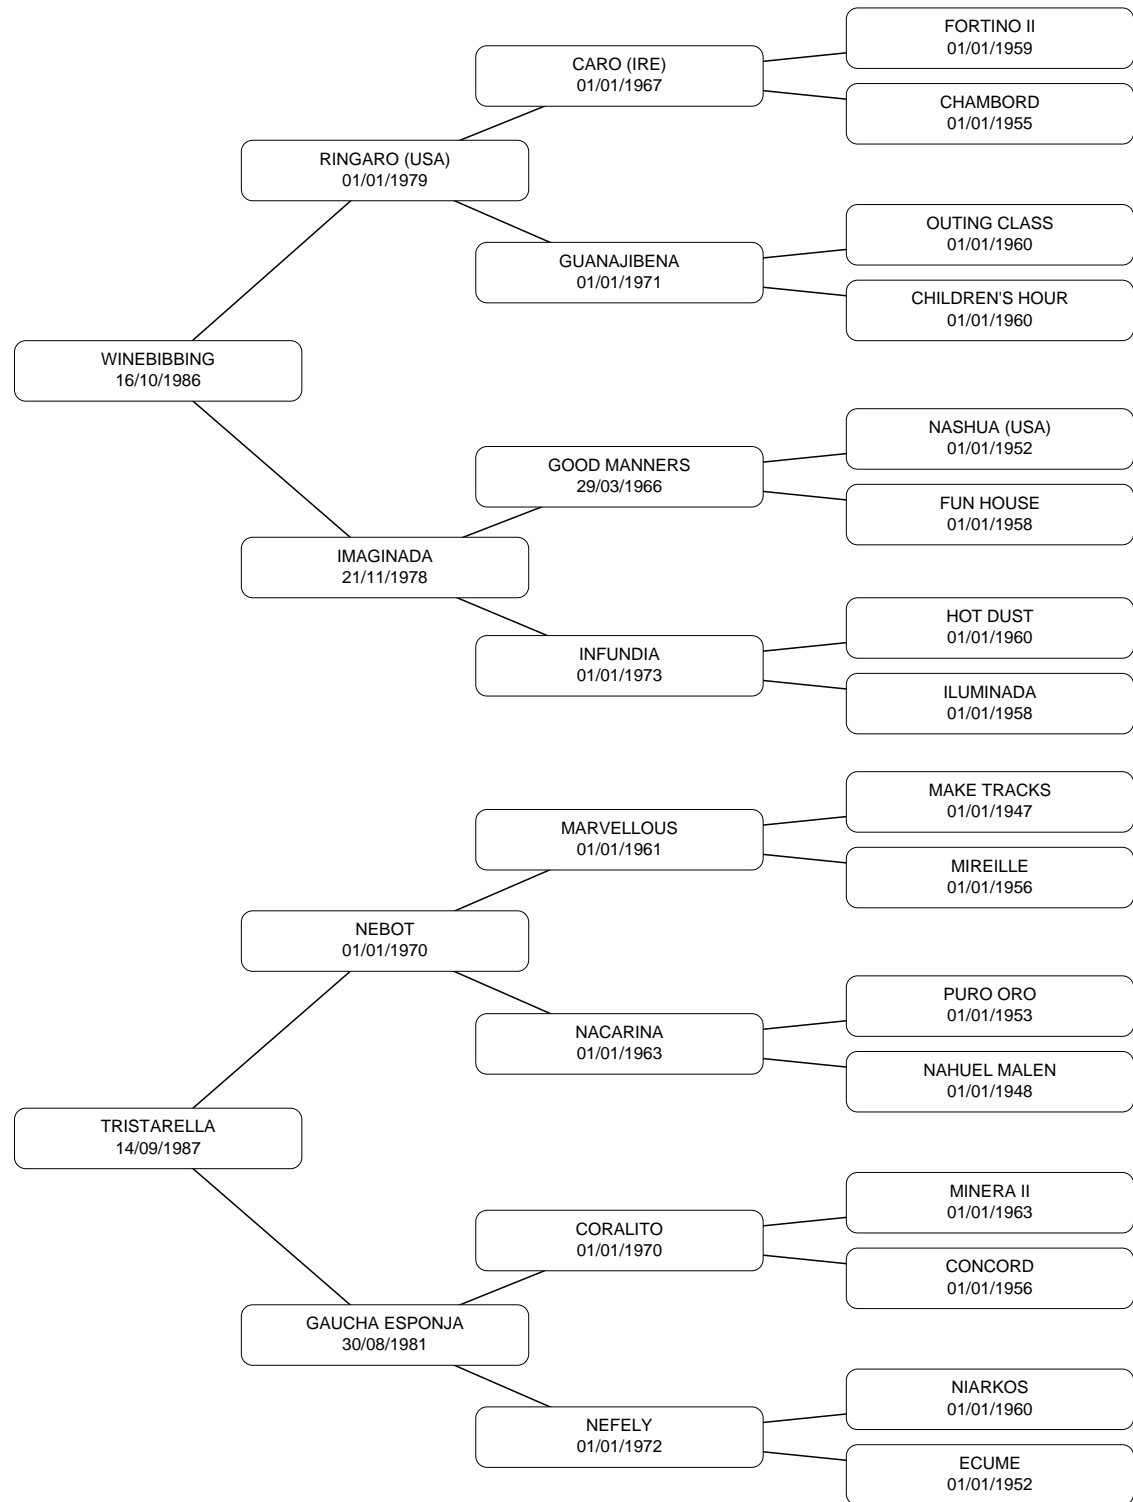 FORTINO II
01/01/1959
CARO (IRE)
01/01/1967
CHAMBORD
01/01/1955
RINGARO (USA)
01/01/1979
OUTING CLASS
01/01/1960
GUANAJIBENA
01/01/1971
CHILDREN'S HOUR
01/01/1960
WINEBIBBING
16/10/1986
NASHUA (USA)
01/01/1952
GOOD MANNERS
29/03/1966
FUN HOUSE
01/01/1958
IMAGINADA
21/11/1978
HOT DUST
01/01/1960
INFUNDIA
01/01/1973
ILUMINADA
01/01/1958
MAKE TRACKS
01/01/1947
MARVELLOUS
01/01/1961
MIREILLE
01/01/1956
NEBOT
01/01/1970
PURO ORO
01/01/1953
NACARINA
01/01/1963
NAHUEL MALEN
01/01/1948
TRISTARELLA
14/09/1987
MINERA II
01/01/1963
CORALITO
01/01/1970
CONCORD
01/01/1956
GAUCHA ESPONJA
30/08/1981
NIARKOS
01/01/1960
NEFELY
01/01/1972
ECUME
01/01/1952